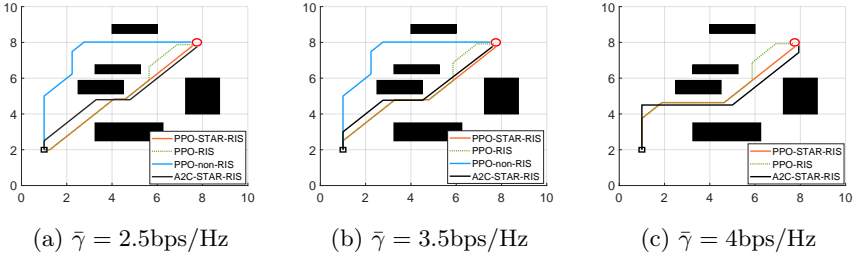 10
8
6
4
2
0
0 2 4 6 8 10
PPO-STAR-RIS
PPO-RIS
PPO-non-RIS
A2C-STAR-RIS
(a) γ̄ = 2.5bps/Hz
10
8
6
4
2
0
0 2 4 6 8 10
PPO-STAR-RIS
PPO-RIS
PPO-non-RIS
A2C-STAR-RIS
(b) γ̄ = 3.5bps/Hz
10
8
6
4
2
0
0 2 4 6 8 10
PPO-STAR-RIS
PPO-RIS
A2C-STAR-RIS
(c) γ̄ = 4bps/Hz